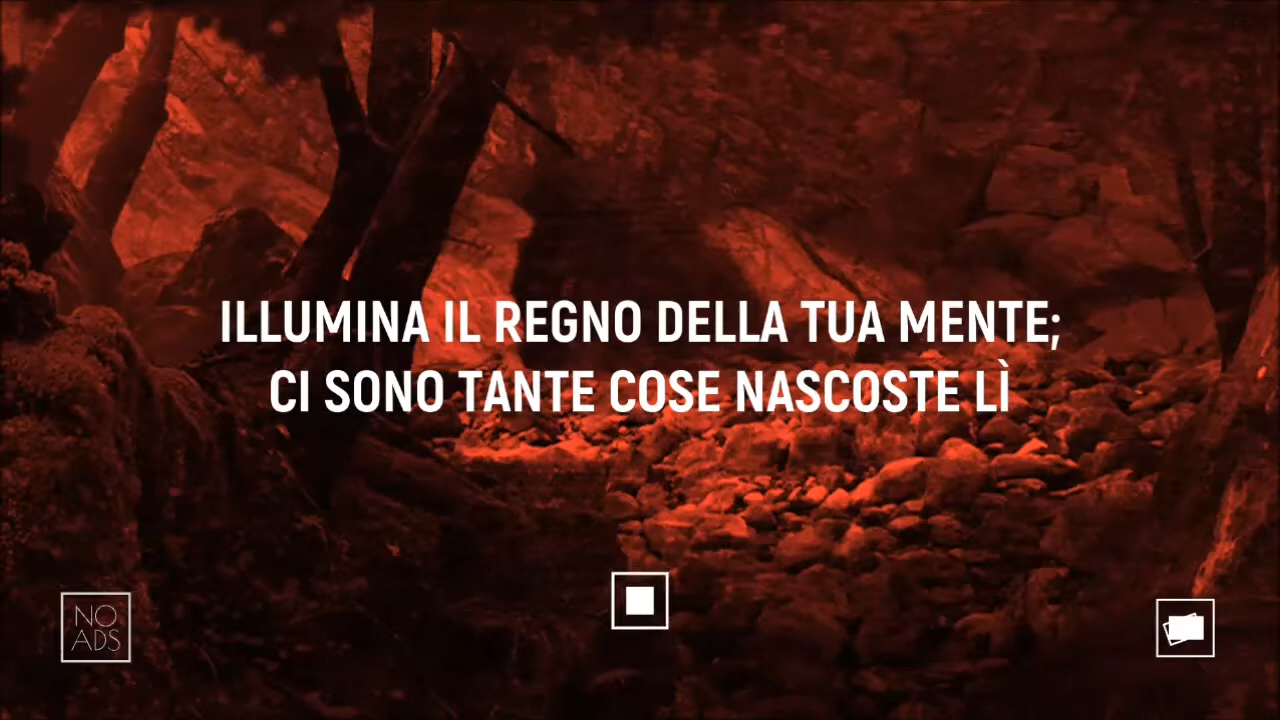 ILLUMINA IL REGNO DELLA TUA MENTE;
CI SONO TANTE COSE NASCOSTE LÌ
NO
ADS